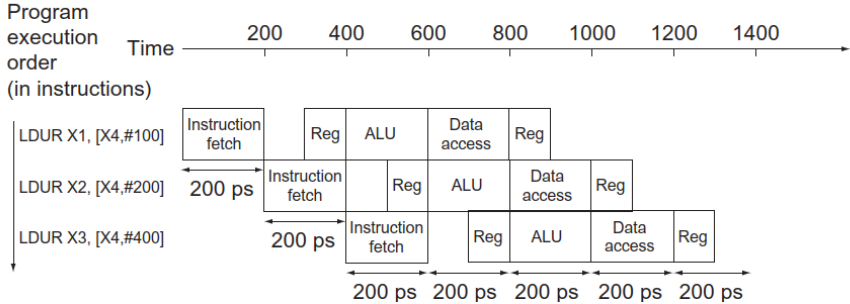 Program
execution
order
(in instructions)
Time
200 400 600 800 1000 1200 1400
LDUR X1, [X4,#100]
Instruction
fetch
Reg
ALU
Data
access
Reg
200 ps
LDUR X2, [X4,#200]
Instruction
fetch
Reg
ALU
Data
access
Reg
200 ps
LDUR X3, [X4,#400]
Instruction
fetch
Reg
ALU
Data
access
Reg
200 ps 200 ps 200 ps 200 ps 200 ps